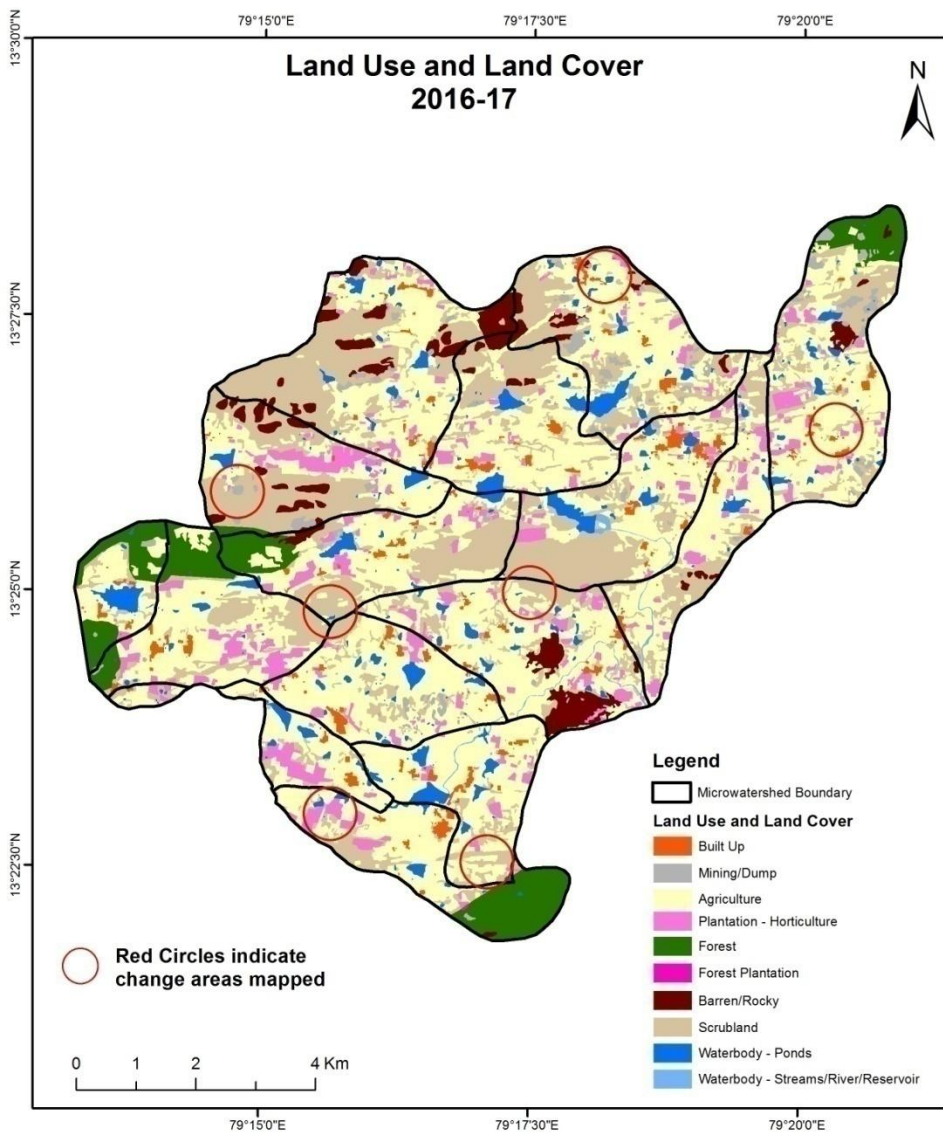 79°15'0"E
79°17'30"E
79°20'0"E
13°30'0"N
Land Use and Land Cover
2016-17
N
13°27'30"N
13°25'0"N
13°22'30"N
Legend
Microwatershed Boundary
Land Use and Land Cover
Built Up
Mining/Dump
Agriculture
Plantation - Horticulture
Forest
Forest Plantation
Barren/Rocky
Scrubland
Waterbody - Ponds
Waterbody - Streams/River/Reservoir
Red Circles indicate
change areas mapped
0 1 2 4 Km
79°15'0"E
79°17'30"E
79°20'0"E